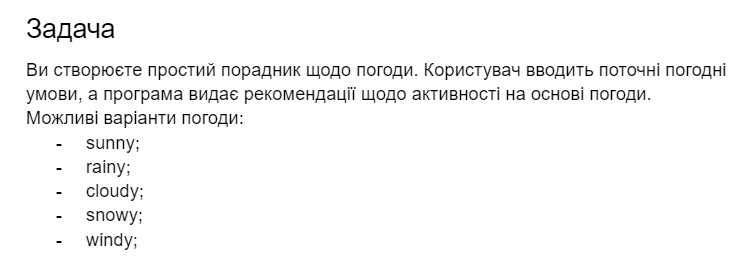 Задача
Ви створюєте простий порадник щодо погоди. Користувач вводить поточні погодні
умови, а програма видає рекомендації щодо активності на основі погоди.
Можливі варіанти погоди:
- sunny;
- rainy;
- cloudy;
- snowy;
- windy;